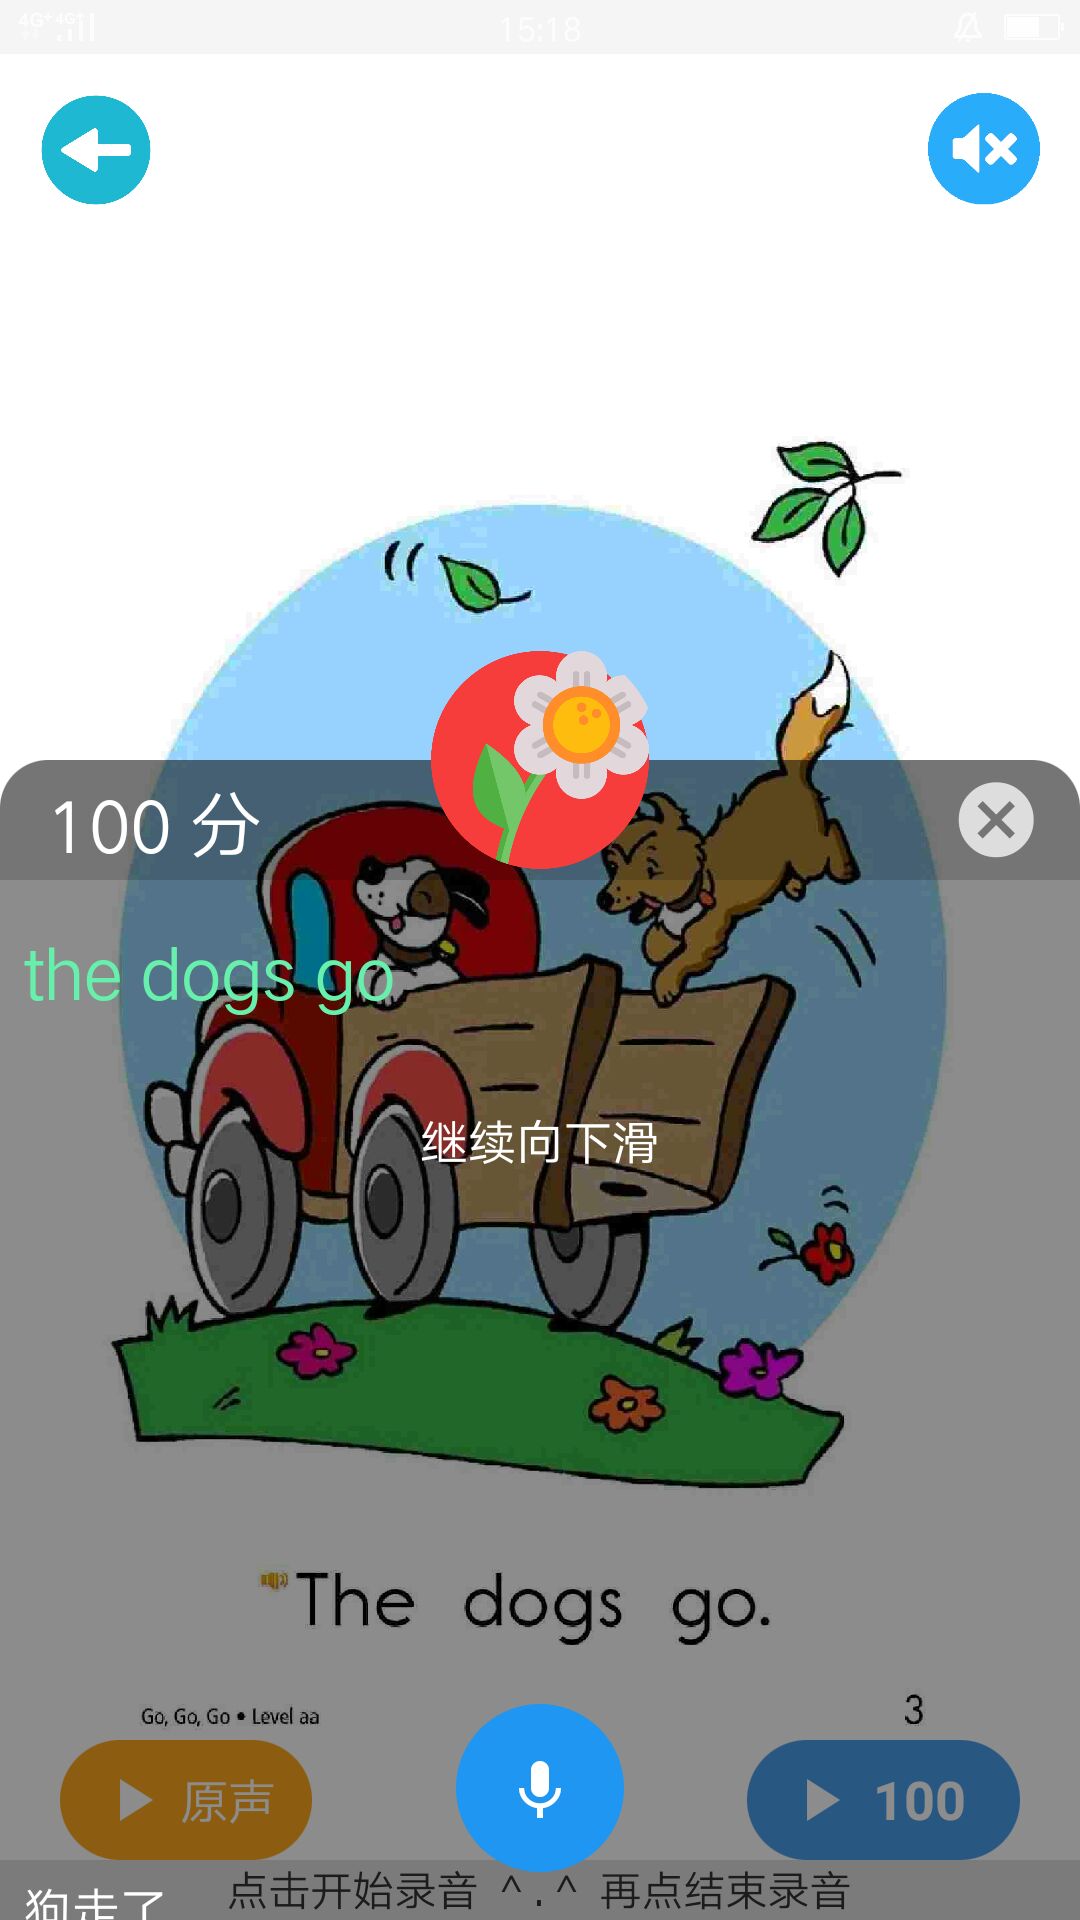 4G+ 4G+ 15:18
100 分
the dogs go
继续向下滑
The dogs go.
Go, Go, Go • Level aa 3
原声 100
点击开始录音 ^ . ^ 再点结束录音
狗走了